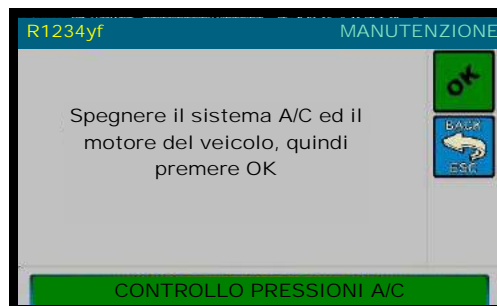 R1234yf MANUTENZIONE
OK
Spegnere il sistema A/C ed il
motore del veicolo, quindi
premere OK
BACK
ESC
CONTROLLO PRESSIONI A/C